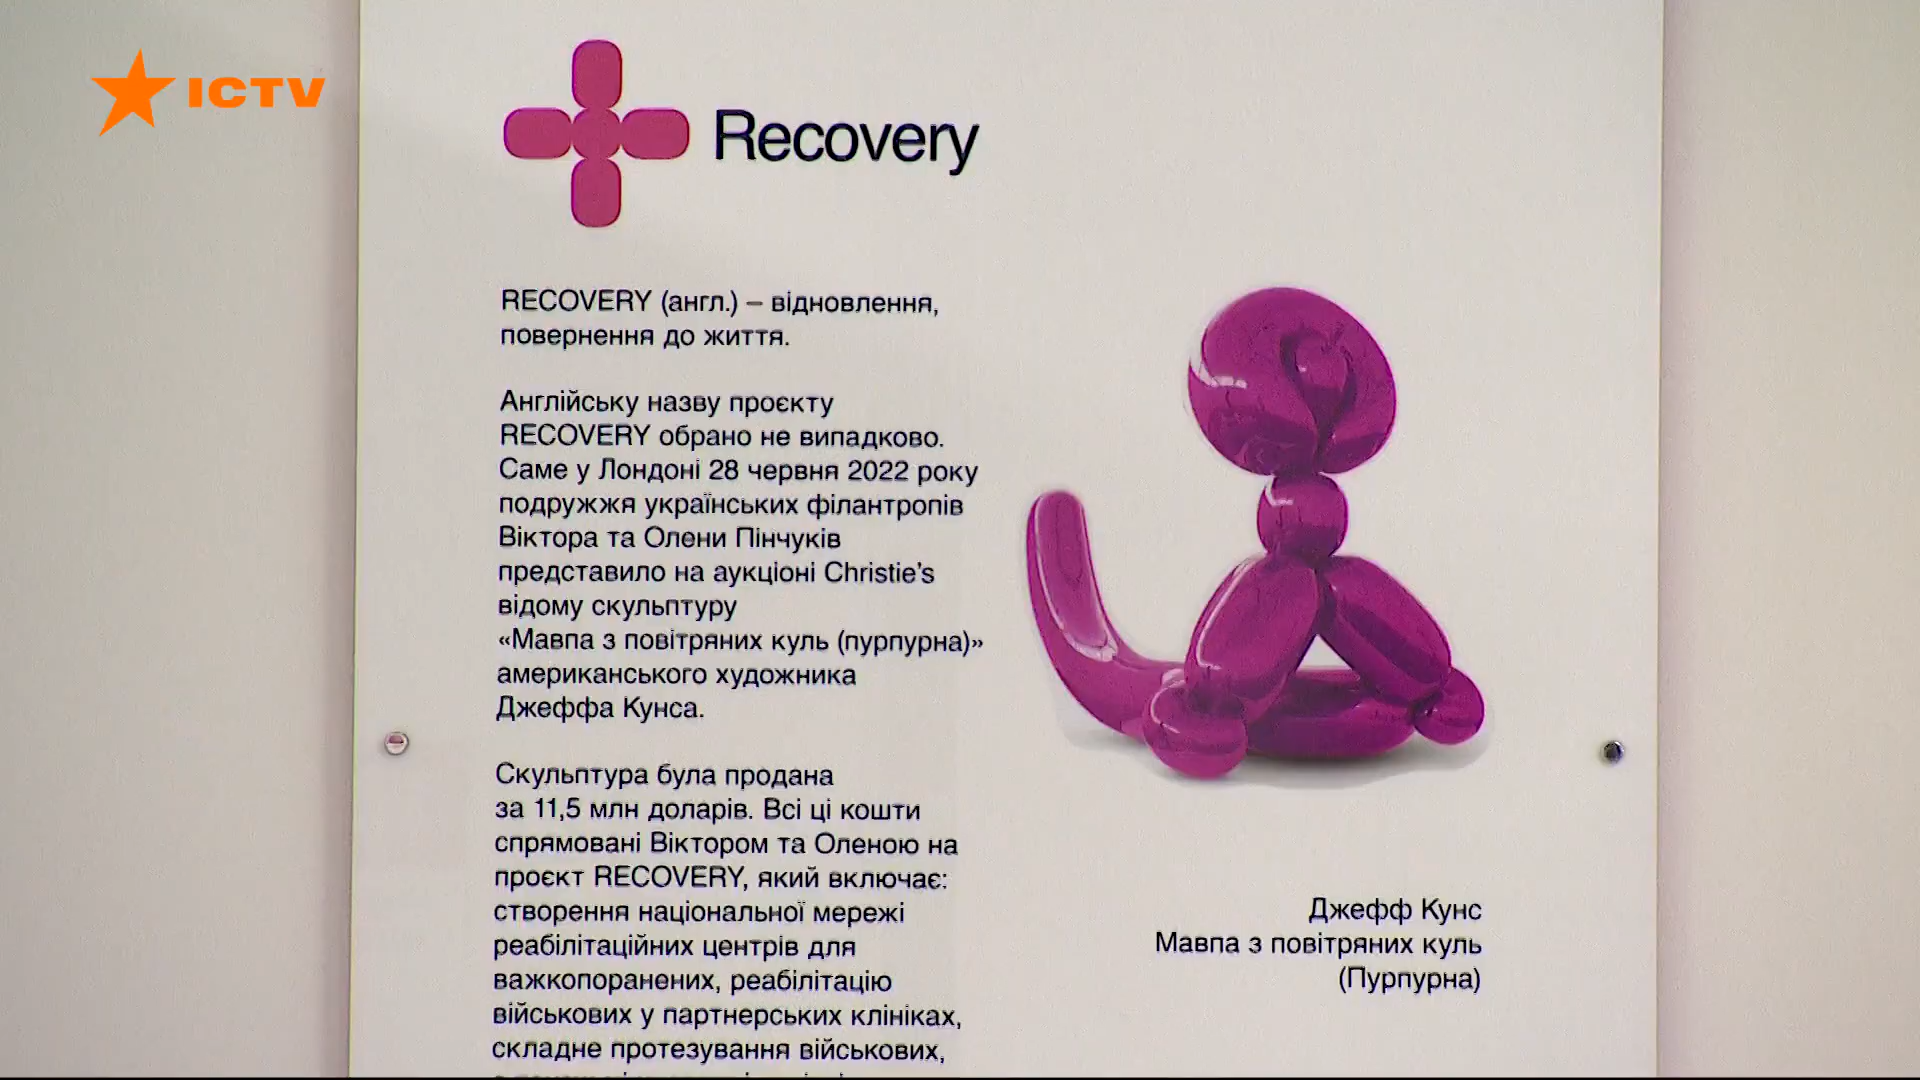 ICTV
Recovery
RECOVERY (англ.) – відновлення,
повернення до життя.
Англійську назву проєкту
RECOVERY обрано не випадково.
Саме у Лондоні 28 червня 2022 року
подружжя українських філантропів
Віктора та Олени Пінчуків
представило на аукціоні Christie’s
відому скульптуру
«Мавпа з повітряних куль (пурпурна)»
американського художника
Джеффа Кунса.
Скульптура була продана
за 11,5 млн доларів. Всі ці кошти
спрямовані Віктором та Оленою на
проєкт RECOVERY, який включає:
створення національної мережі
реабілітаційних центрів для
важкопоранених, реабілітацію
військових у партнерських клініках,
складне протезування військових,
Джефф Кунс
Мавпа з повітряних куль
(Пурпурна)